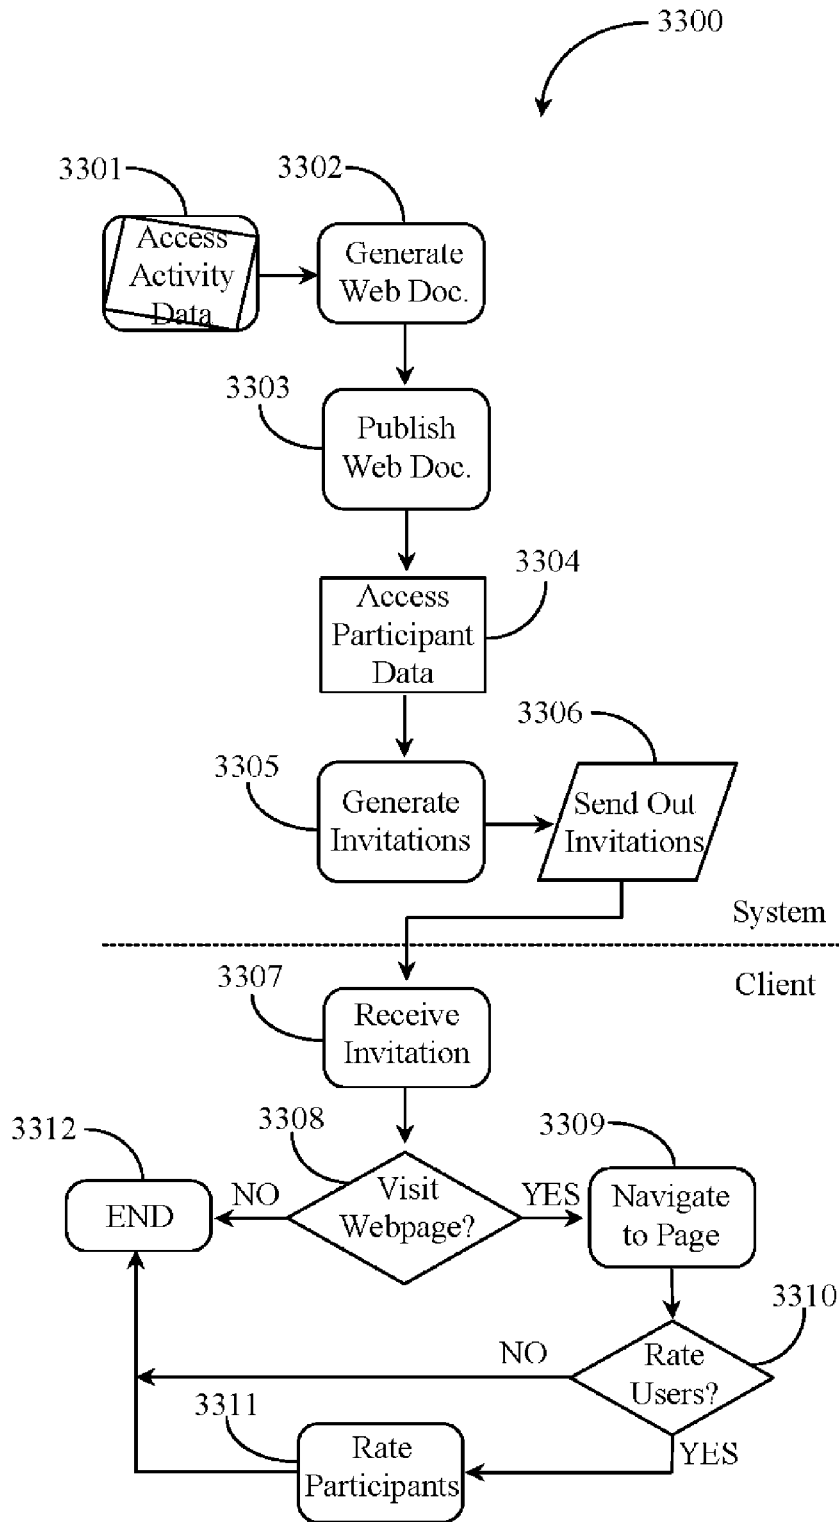 3300
3301
Access
Activity
Data
3302
Generate
Web Doc.
3303
Publish
Web Doc.
3304
Access
Participant
Data
3305
Generate
Invitations
3306
Send Out
Invitations
System
Client
3307
Receive
Invitation
3308
Visit
Webpage?
NO
YES
3312
END
3309
Navigate
to Page
3310
Rate
Users?
NO
YES
3311
Rate
Participants